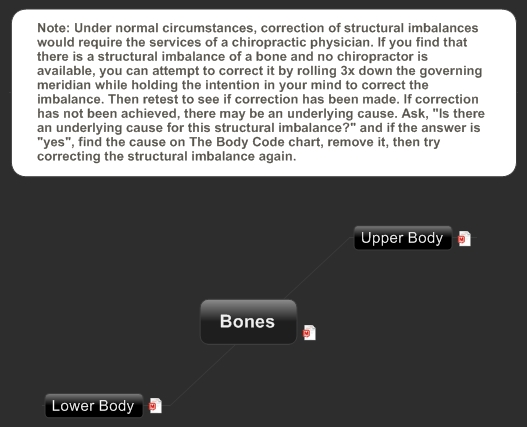 Note: Under normal circumstances, correction of structural imbalances
would require the services of a chiropractic physician. If you find that
there is a structural imbalance of a bone and no chiropractor is
available, you can attempt to correct it by rolling 3x down the governing
meridian while holding the intention in your mind to correct the
imbalance. Then retest to see if correction has been made. If correction
has not been achieved, there may be an underlying cause. Ask, "Is there
an underlying cause for this structural imbalance?" and if the answer is
"yes", find the cause on The Body Code chart, remove it, then try
correcting the structural imbalance again.
Upper Body
Bones
Lower Body